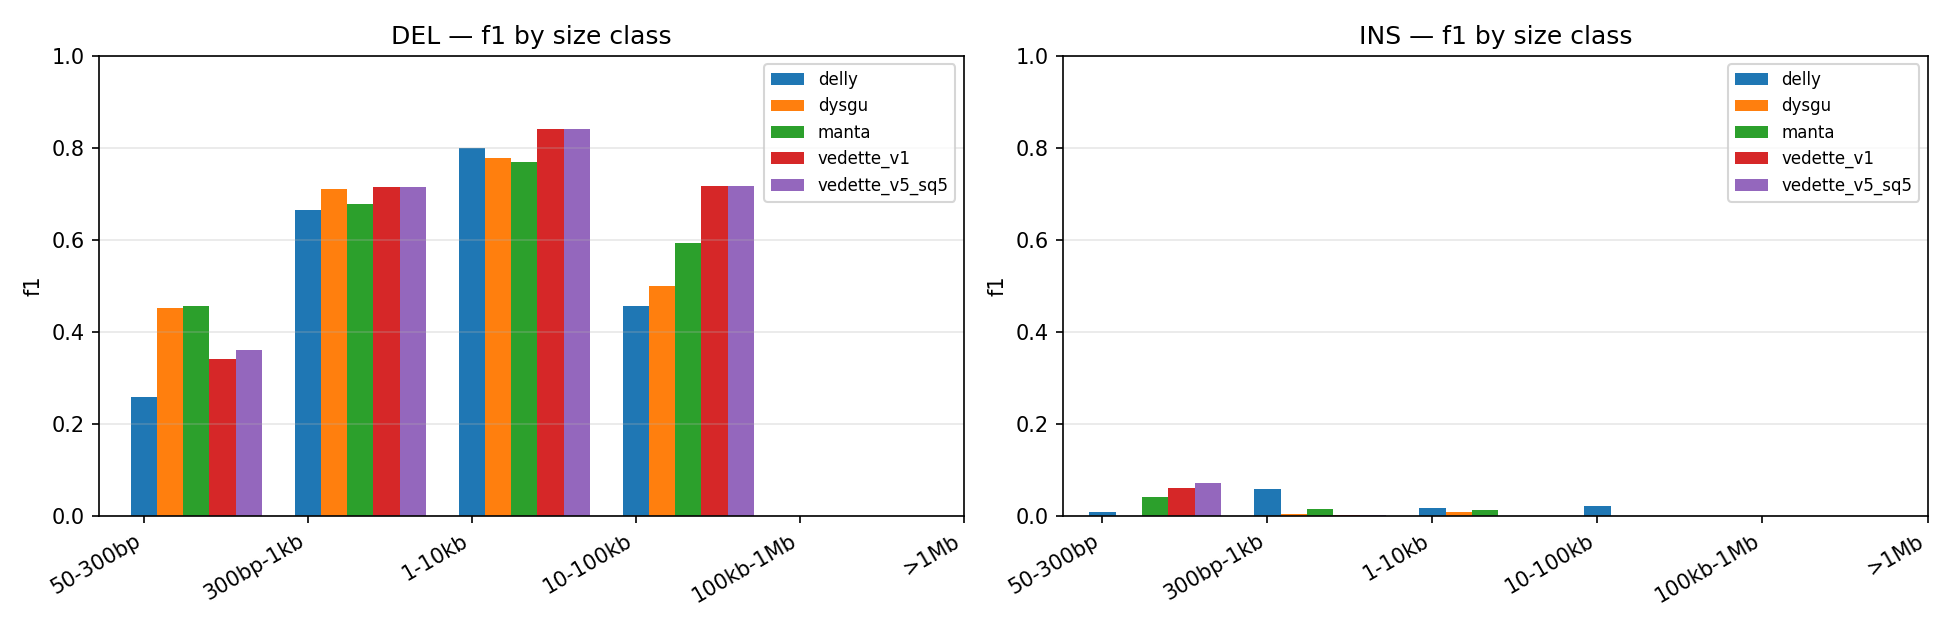 DEL — f1 by size class
f1
1.0
0.8
0.6
0.4
0.2
0.0
delly
dysgu
manta
vedette_v1
vedette_v5_sq5
50-300bp
300bp-1kb
1-10kb
10-100kb
100kb-1Mb
>1Mb
INS — f1 by size class
f1
1.0
0.8
0.6
0.4
0.2
0.0
delly
dysgu
manta
vedette_v1
vedette_v5_sq5
50-300bp
300bp-1kb
1-10kb
10-100kb
100kb-1Mb
>1Mb